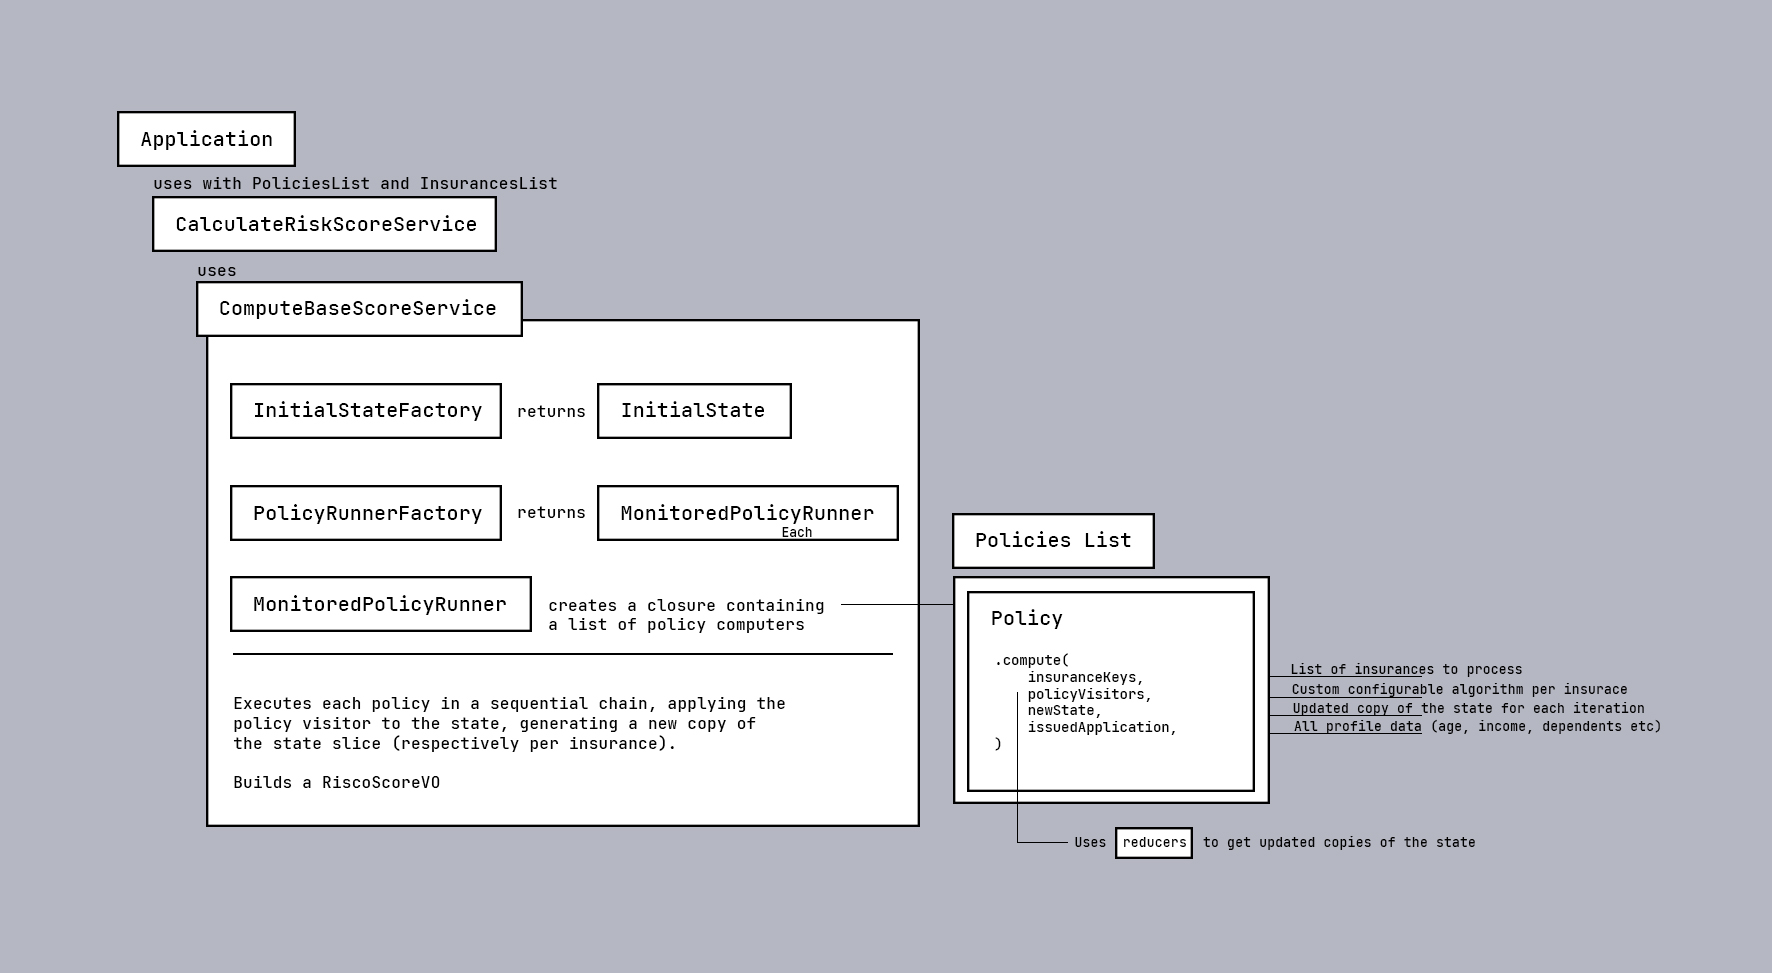 Application
uses with PoliciesList and InsurancesList
CalculateRiskScoreService
uses
ComputeBaseScoreService
InitialStateFactory
returns
InitialState
PolicyRunnerFactory
returns
MonitoredPolicyRunner
Each
MonitoredPolicyRunner
creates a closure containing
a list of policy computers
Executes each policy in a sequential chain, applying the
policy visitor to the state, generating a new copy of
the state slice (respectively per insurance).
Builds a RiscoScoreVO
Policies List
Policy
.compute(
insuranceKeys,
policyVisitors,
newState,
issuedApplication,
)
List of insurances to process
Custom configurable algorithm per insurace
Updated copy of the state for each iteration
All profile data (age, income, dependents etc)
Uses reducers to get updated copies of the state